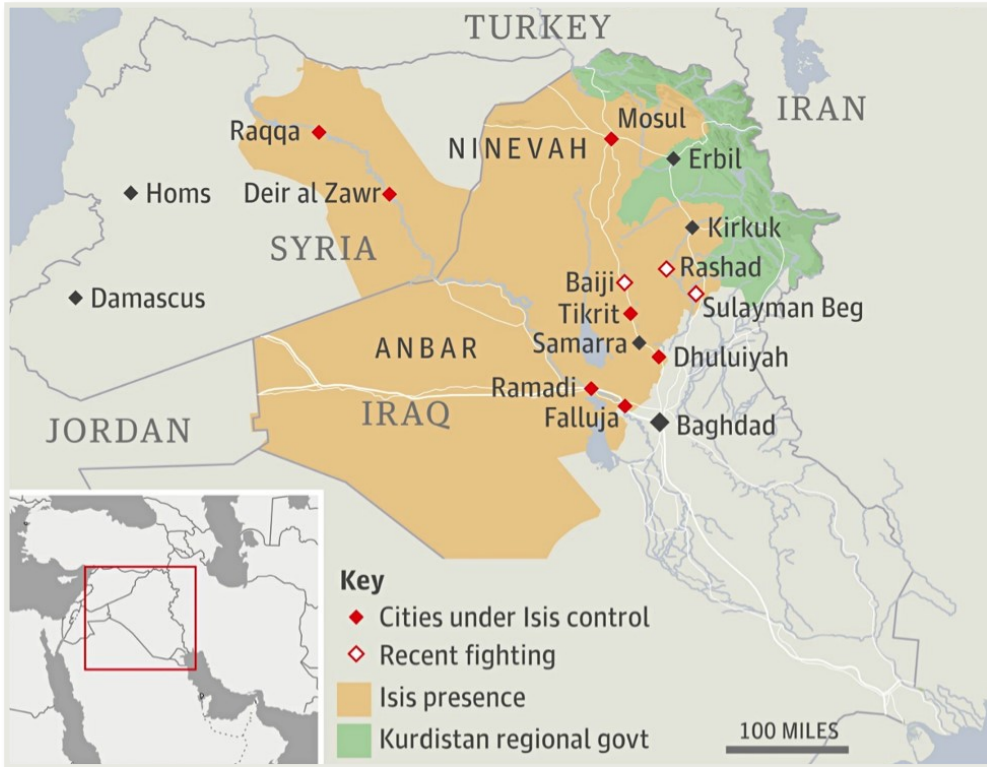 TURKEY
IRAN
Mosul
Raqqa
NINEVAH
Erbil
Homs
Deir al Zawr
Kirkuk
SYRIA
Rashad
Baiji
Damascus
Sulayman Beg
Tikrit
Samarra
ANBAR
Dhuluiyah
Ramadi
IRAQ
Falluja
Baghdad
JORDAN
Key
Cities under Isis control
Recent fighting
Isis presence
Kurdistan regional govt
100 MILES